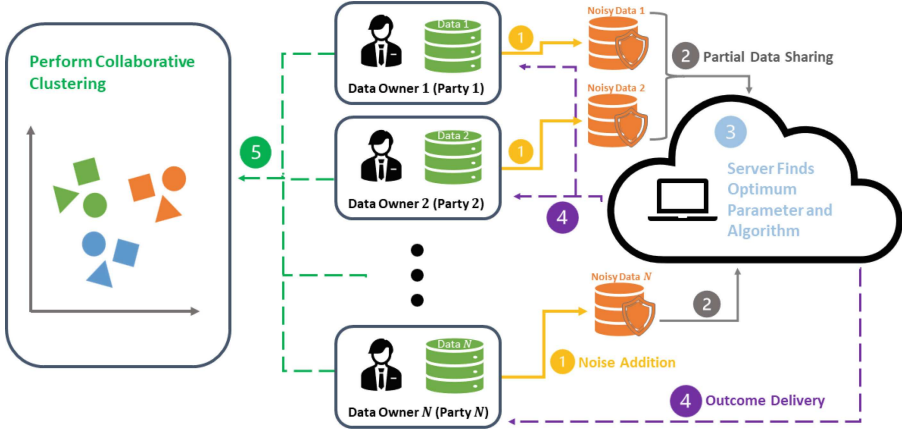 Perform Collaborative
Clustering
5
Data 1
Data Owner 1 (Party 1)
1
Noisy Data 1
2 Partial Data Sharing
Data 2
Data Owner 2 (Party 2)
1
Noisy Data 2
3
Server Finds
Optimum
Parameter and
Algorithm
4
Noisy Data N
2
Data N
Data Owner N (Party N)
1 Noise Addition
4 Outcome Delivery